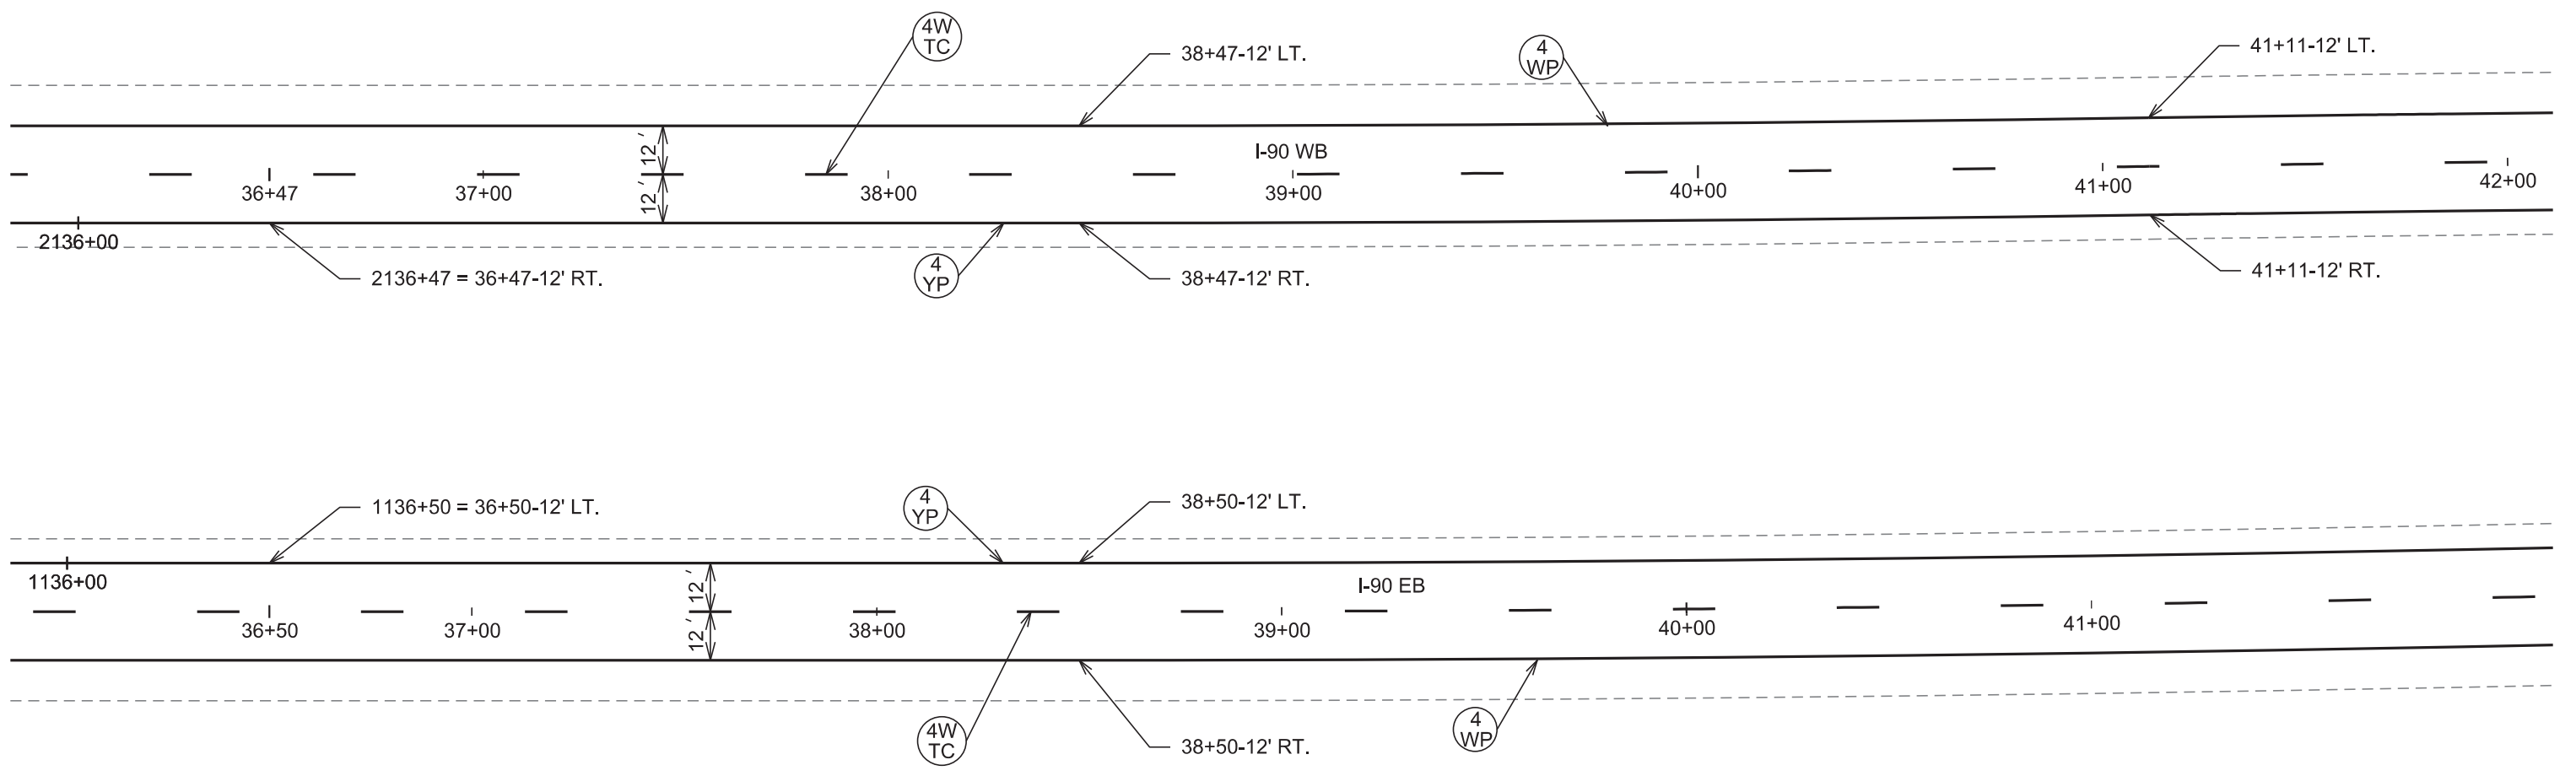 4W
TC
38+47-12' LT.
4
WP
41+11-12' LT.
12'
I-90 WB
12'
36+47
37+00
38+00
39+00
40+00
41+00
42+00
2136+00
2136+47 = 36+47-12' RT.
4
YP
38+47-12' RT.
41+11-12' RT.
1136+50 = 36+50-12' LT.
4
YP
38+50-12' LT.
1136+00
12'
I-90 EB
12'
36+50
37+00
38+00
39+00
40+00
41+00
4W
TC
38+50-12' RT.
4
WP